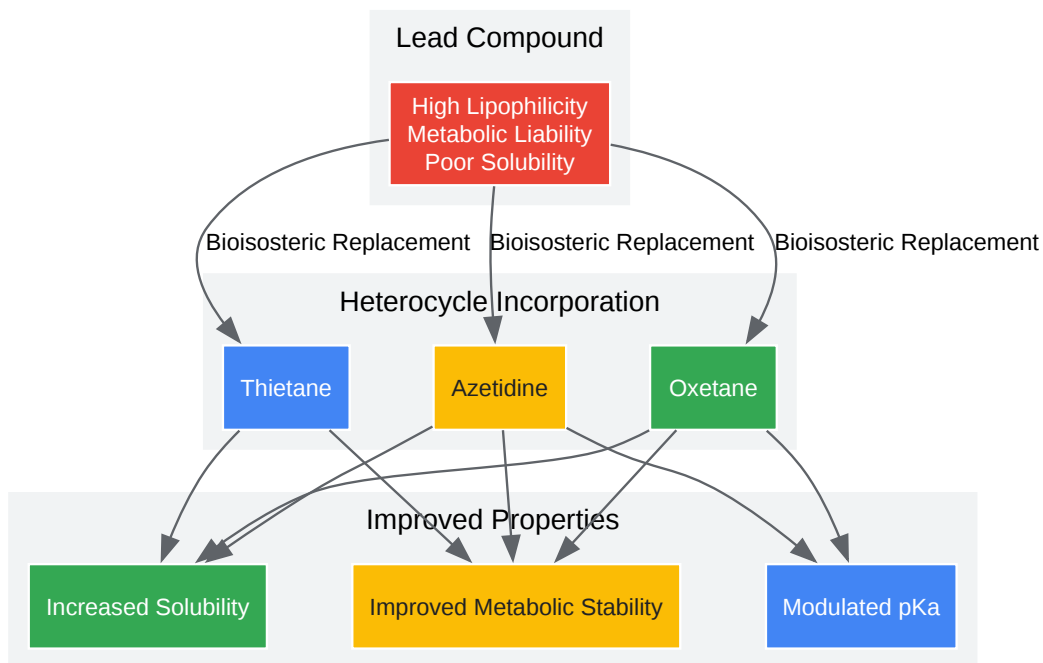 Lead Compound
High Lipophilicity
Metabolic Liability
Poor Solubility
Bioisosteric Replacement
Bioisosteric Replacement
Bioisosteric Replacement
Heterocycle Incorporation
Thietane
Azetidine
Oxetane
Improved Properties
Increased Solubility
Improved Metabolic Stability
Modulated pKa